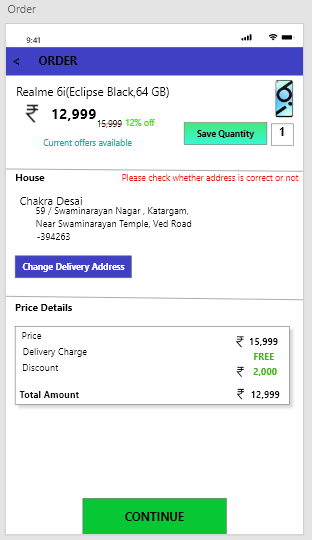 Order
9:41
< ORDER
Realme 6i(Eclipse Black,64 GB)
₹ 12,999 15,999 12% off
Save Quantity 1
Current offers available
House Please check whether address is correct or not
Chakra Desai
59 / Swaminarayan Nagar , Katargam,
Near Swaminarayan Temple, Ved Road
-394263
Change Delivery Address
Price Details
Price ₹ 15,999
Delivery Charge FREE
Discount ₹ 2,000
Total Amount ₹ 12,999
CONTINUE